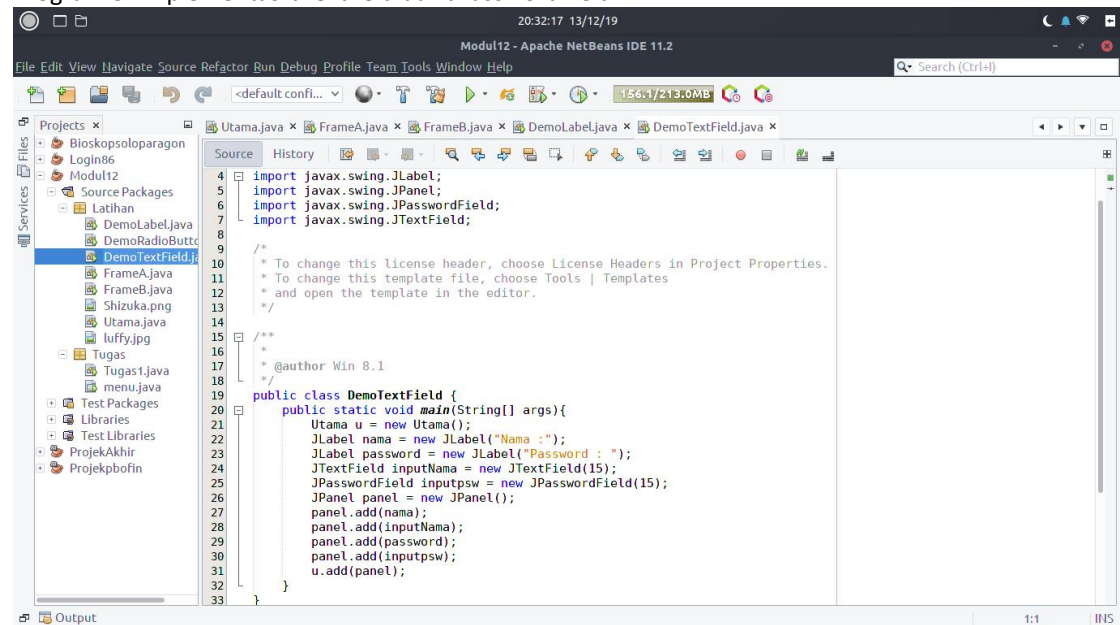 20:32:17 13/12/19
Modul12 - Apache NetBeans IDE 11.2
File Edit View Navigate Source Refactor Run Debug Profile Team Tools Window Help
Search (Ctrl+I)
<default confi...
156.1/213.0MB
Projects
Utama.java
FrameA.java
FrameB.java
DemoLabel.java
DemoTextField.java
Files
Services
Bioskopsoloparagon
Login86
Modul12
Source Packages
Latihan
DemoLabel.java
DemoRadioButto
DemoTextField.ja
FrameA.java
FrameB.java
Shizuka.png
Utama.java
luffy.jpg
Tugas
Tugas1.java
menu.java
Test Packages
Libraries
Test Libraries
ProjekAkhir
Projekpbofin
Source History
4 import javax.swing.JLabel;
5 import javax.swing.JPanel;
6 import javax.swing.JPasswordField;
7 import javax.swing.JTextField;
8
9 /*
10 * To change this license header, choose License Headers in Project Properties.
11 * To change this template file, choose Tools | Templates
12 * and open the template in the editor.
13 */
14
15 /**
16 *
17 * @author Win 8.1
18 */
19 public class DemoTextField {
20 public static void main(String[] args){
21 Utama u = new Utama();
22 JLabel nama = new JLabel("Nama :");
23 JLabel password = new JLabel("Password : ");
24 JTextField inputNama = new JTextField(15);
25 JPasswordField inputpsw = new JPasswordField(15);
26 JPanel panel = new JPanel();
27 panel.add(nama);
28 panel.add(inputNama);
29 panel.add(password);
30 panel.add(inputpsw);
31 u.add(panel);
32 }
33 }
Output
1:1 INS